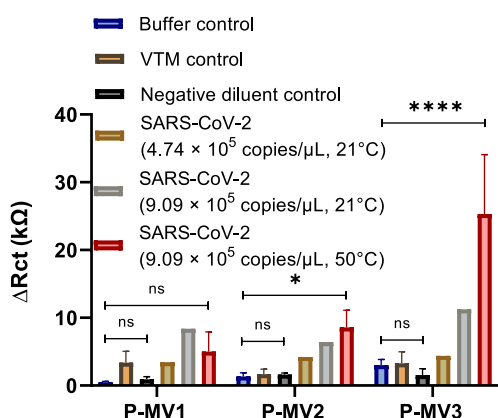 Buffer control
VTM control
Negative diluent control
SARS-CoV-2
(4.74 × 10⁵ copies/µL, 21°C)
SARS-CoV-2
(9.09 × 10⁵ copies/µL, 21°C)
SARS-CoV-2
(9.09 × 10⁵ copies/µL, 50°C)
ΔRct (kΩ)
40
30
20
10
0
ns
ns
ns
*
ns
****
P-MV1
P-MV2
P-MV3